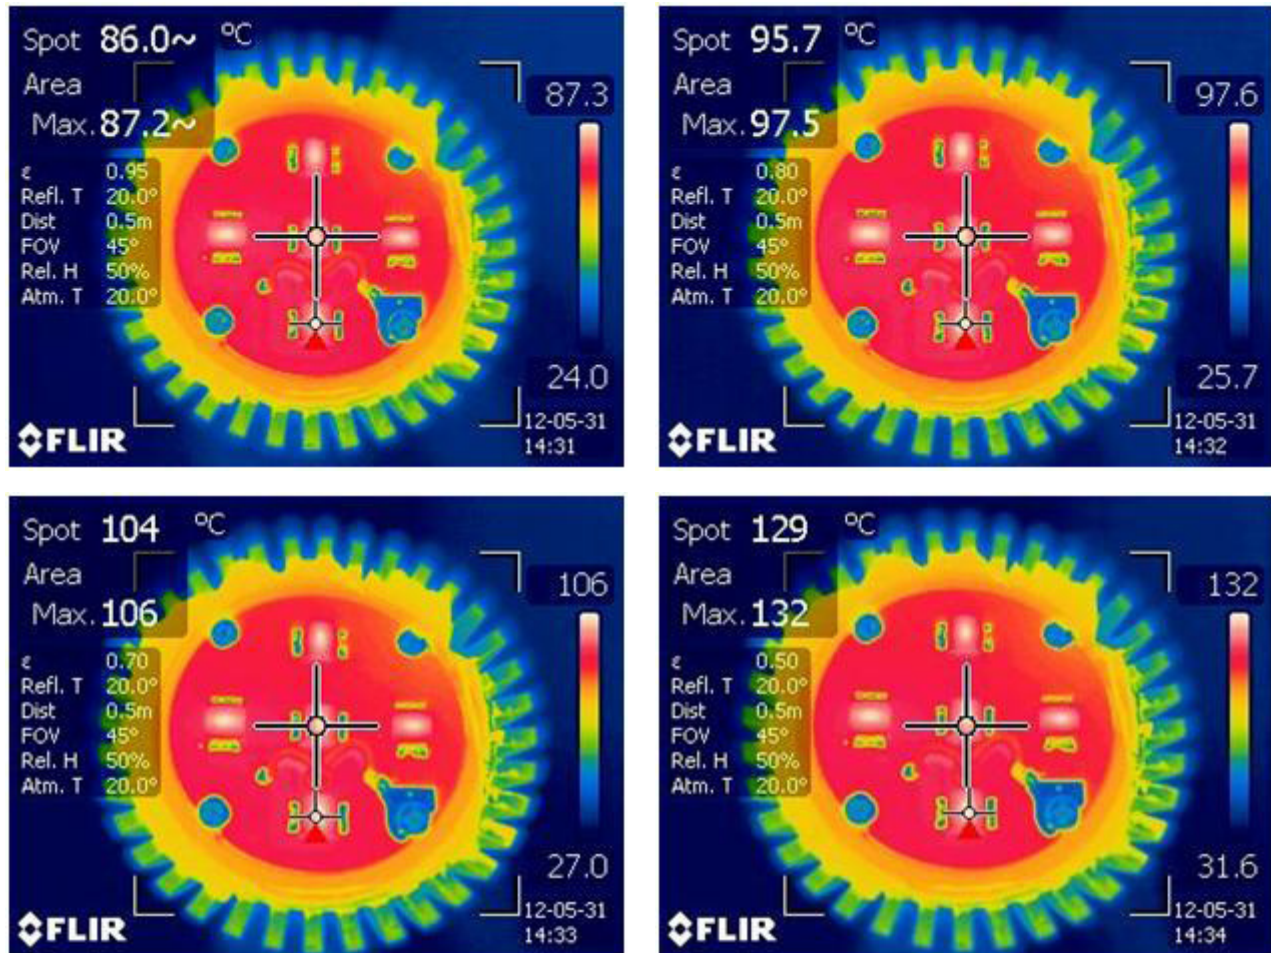 Spot 86.0~ °C
Area
Max. 87.2~
87.3
ε 0.95
Refl. T 20.0°
Dist 0.5m
FOV 45°
Rel. H 50%
Atm. T 20.0°
24.0
12-05-31
14:31
FLIR
Spot 95.7 °C
Area
Max. 97.5
97.6
ε 0.80
Refl. T 20.0°
Dist 0.5m
FOV 45°
Rel. H 50%
Atm. T 20.0°
25.7
12-05-31
14:32
FLIR
Spot 104 °C
Area
Max. 106
106
ε 0.70
Refl. T 20.0°
Dist 0.5m
FOV 45°
Rel. H 50%
Atm. T 20.0°
27.0
12-05-31
14:33
FLIR
Spot 129 °C
Area
Max. 132
132
ε 0.50
Refl. T 20.0°
Dist 0.5m
FOV 45°
Rel. H 50%
Atm. T 20.0°
31.6
12-05-31
14:34
FLIR